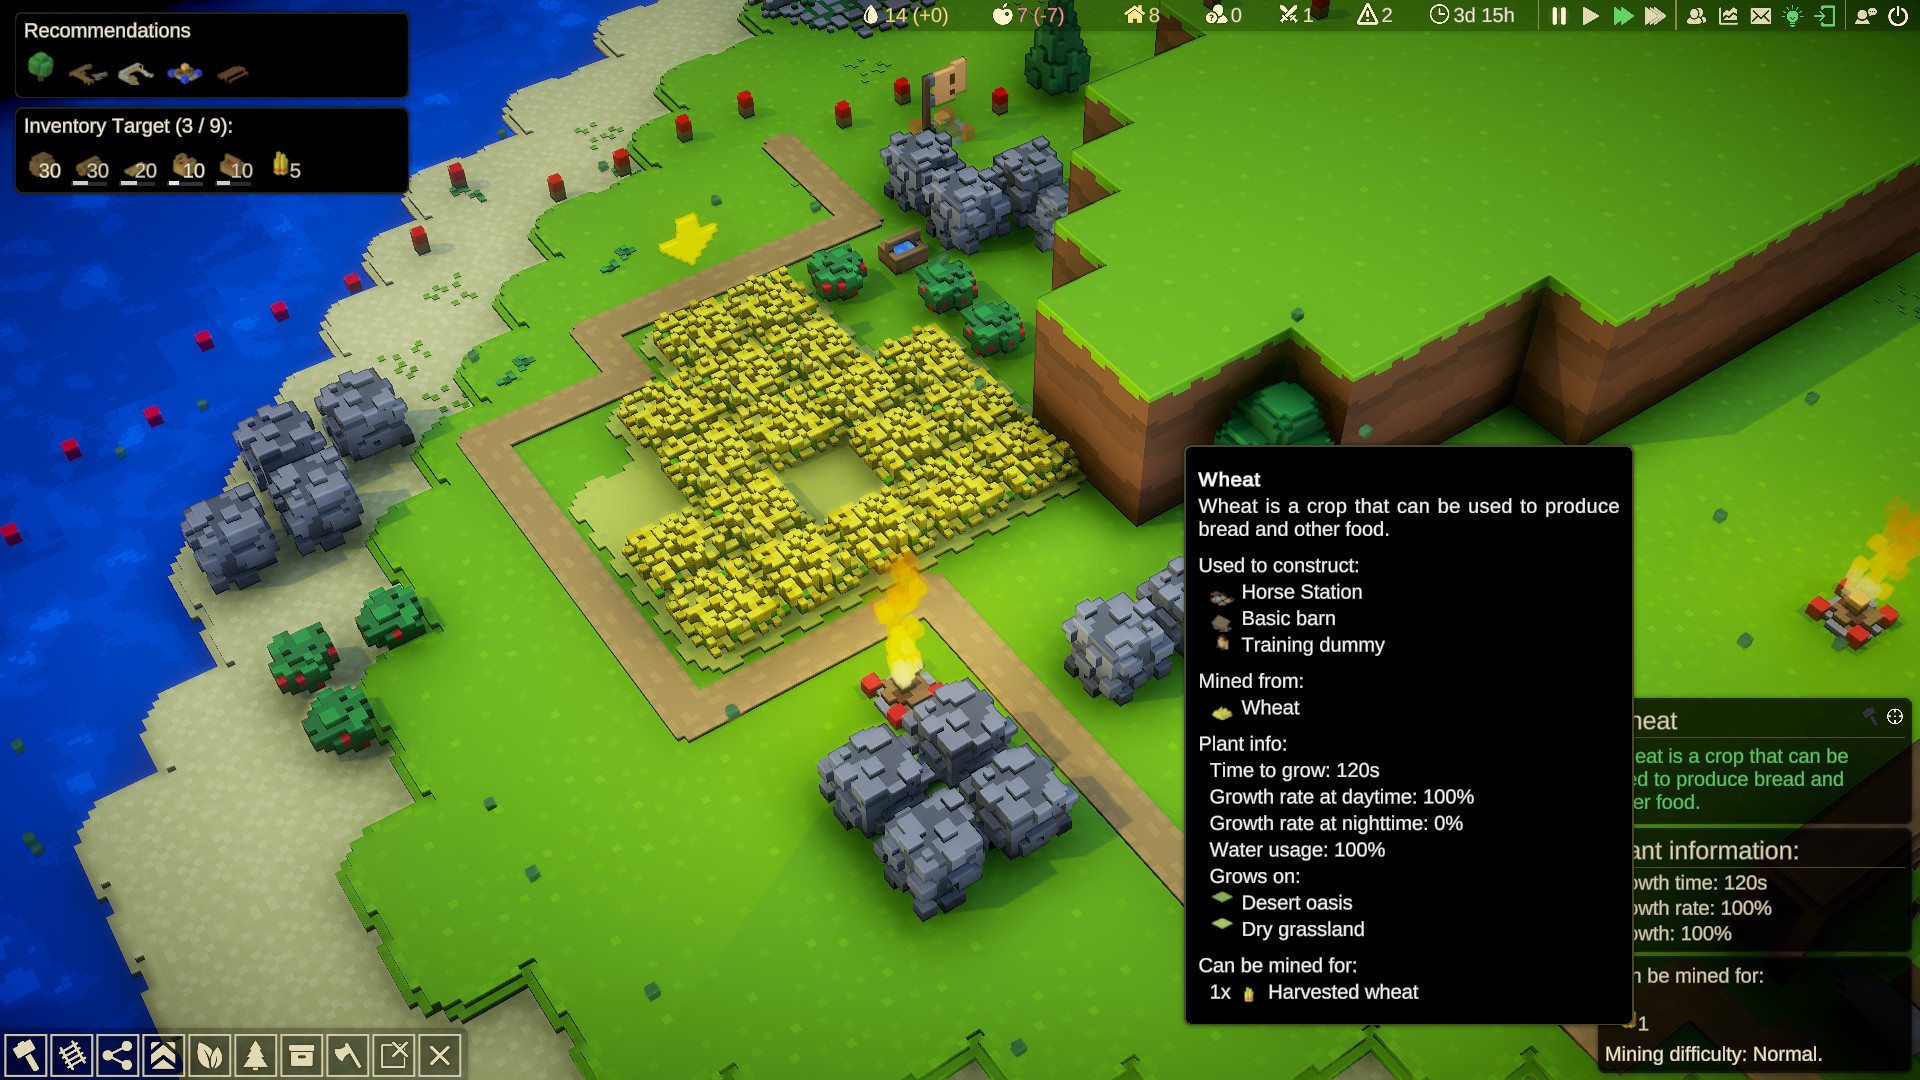 Recommendations
Inventory Target (3 / 9):
30 30 20 10 10 5
14 (+0) 7 (-7) 8 0 1 2 3d 15h
Wheat
Wheat is a crop that can be used to produce
bread and other food.
Used to construct:
Horse Station
Basic barn
Training dummy
Mined from:
Wheat
Plant info:
Time to grow: 120s
Growth rate at daytime: 100%
Growth rate at nighttime: 0%
Water usage: 100%
Grows on:
Desert oasis
Dry grassland
Can be mined for:
1x Harvested wheat
heat
eat is a crop that can be
ed to produce bread and
er food.
ant information:
owth time: 120s
owth rate: 100%
owth: 100%
n be mined for:
1
Mining difficulty: Normal.